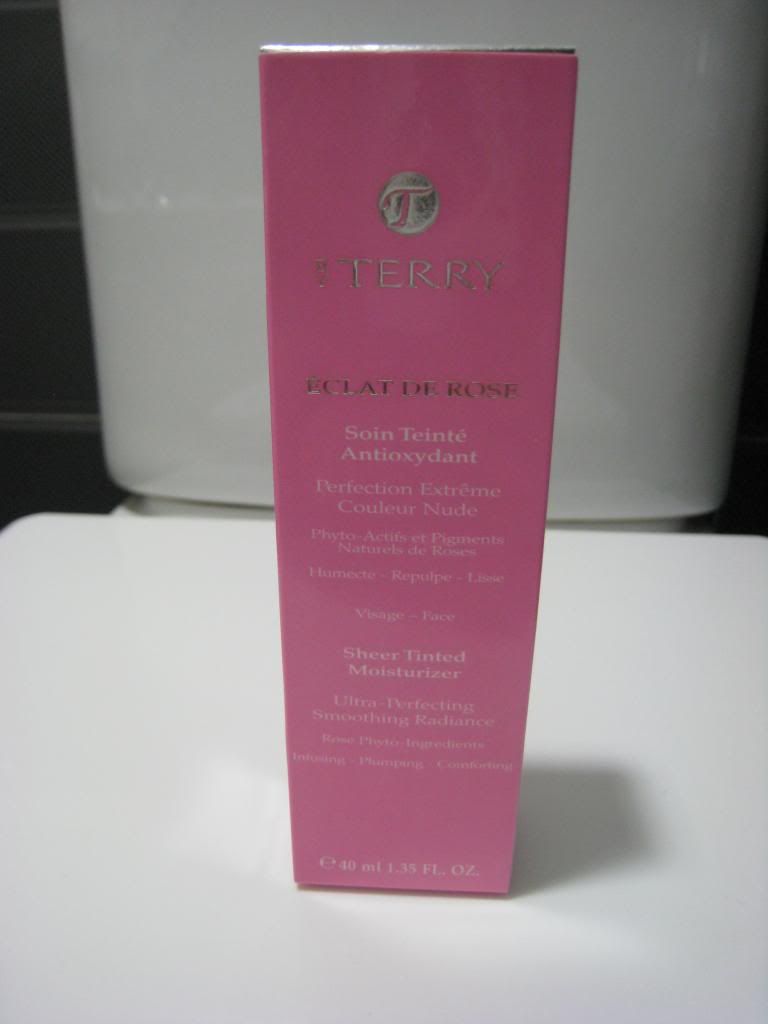 T
BY TERRY
ÉCLAT DE ROSE
Soin Teinté
Antioxydant
Perfection Extrême
Couleur Nude
Phyto-Actifs et Pigments
Naturels de Roses
Humecte - Repulpe - Lisse
Visage - Face
Sheer Tinted
Moisturizer
Ultra-Perfecting
Smoothing Radiance
Rose Phyto-Ingredients
Infusing - Plumping - Comforting
℮ 40 ml 1.35 FL. OZ.